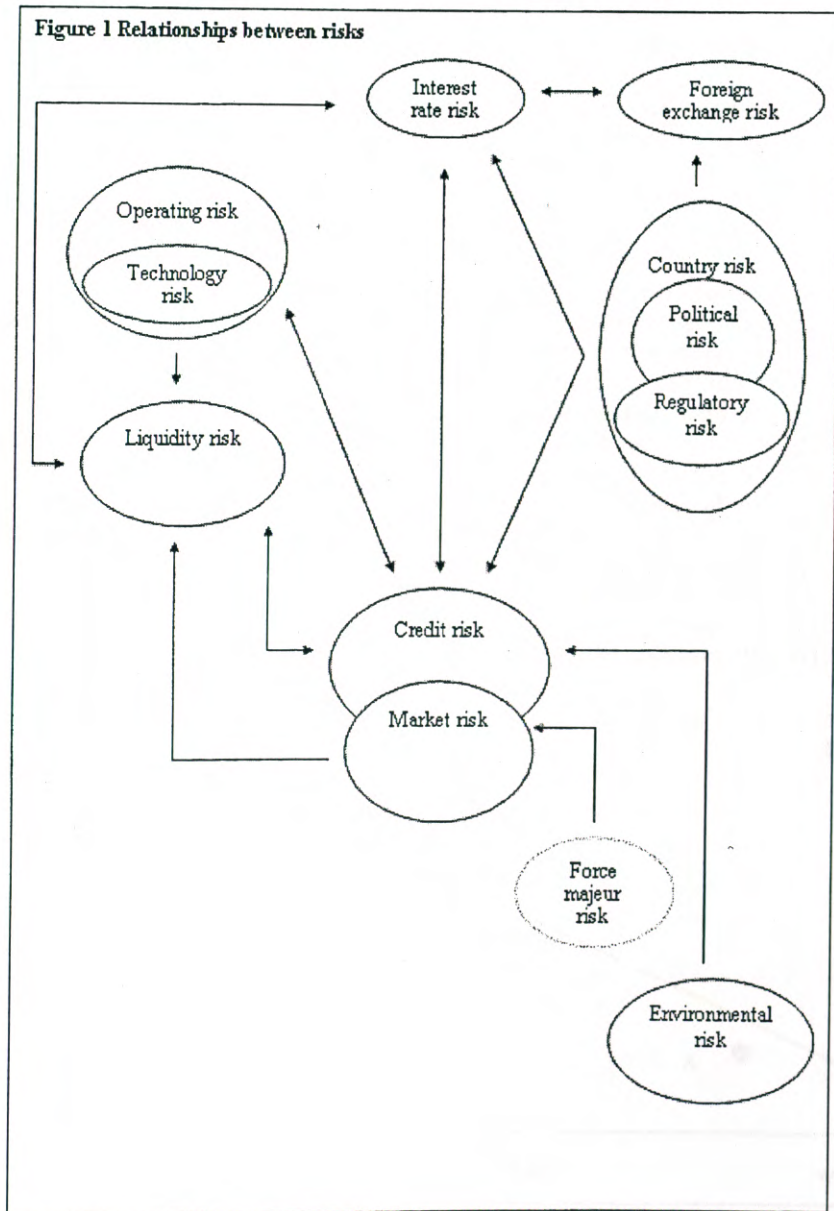 Figure 1 Relationships between risks
Interest
rate risk
Foreign
exchange risk
Operating risk
Technology
risk
Country risk
Political
risk
Regulatory
risk
Liquidity risk
Credit risk
Market risk
Force
majeur
risk
Environmental
risk